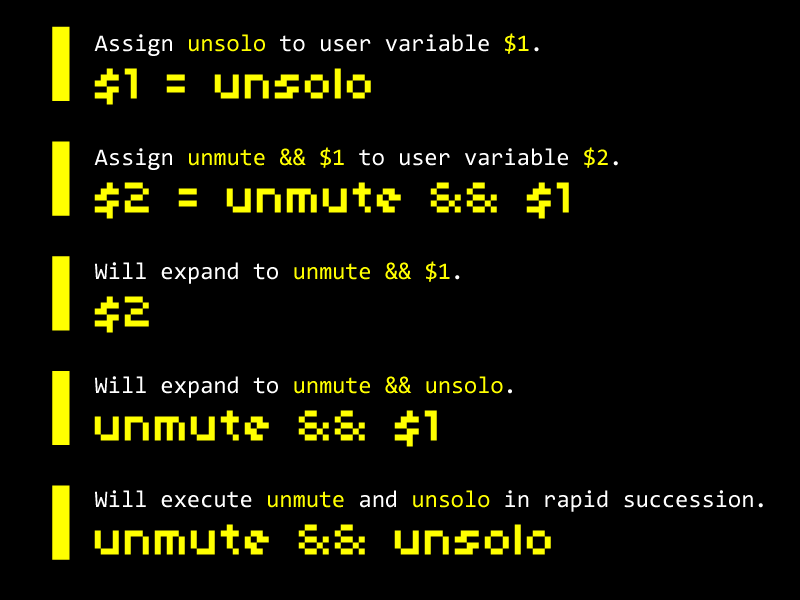 Assign unsolo to user variable $1.
$1 = unsolo
Assign unmute && $1 to user variable $2.
$2 = unmute && $1
Will expand to unmute && $1.
$2
Will expand to unmute && unsolo.
unmute && $1
Will execute unmute and unsolo in rapid succession.
unmute && unsolo